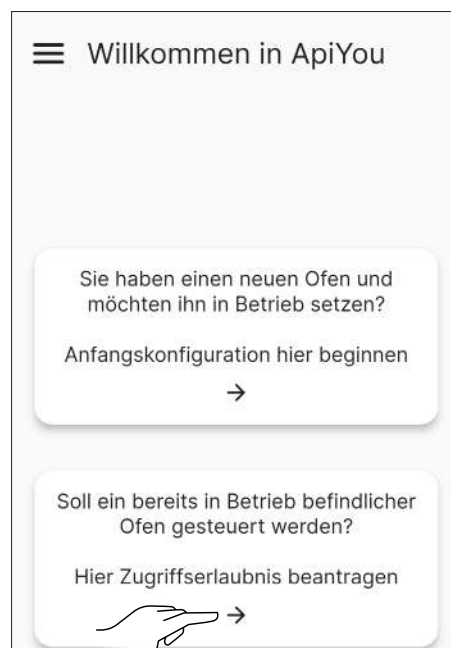 Willkommen in ApiYou
Sie haben einen neuen Ofen und
möchten ihn in Betrieb setzen?
Anfangskonfiguration hier beginnen
→
Soll ein bereits in Betrieb befindlicher
Ofen gesteuert werden?
Hier Zugriffserlaubnis beantragen
→